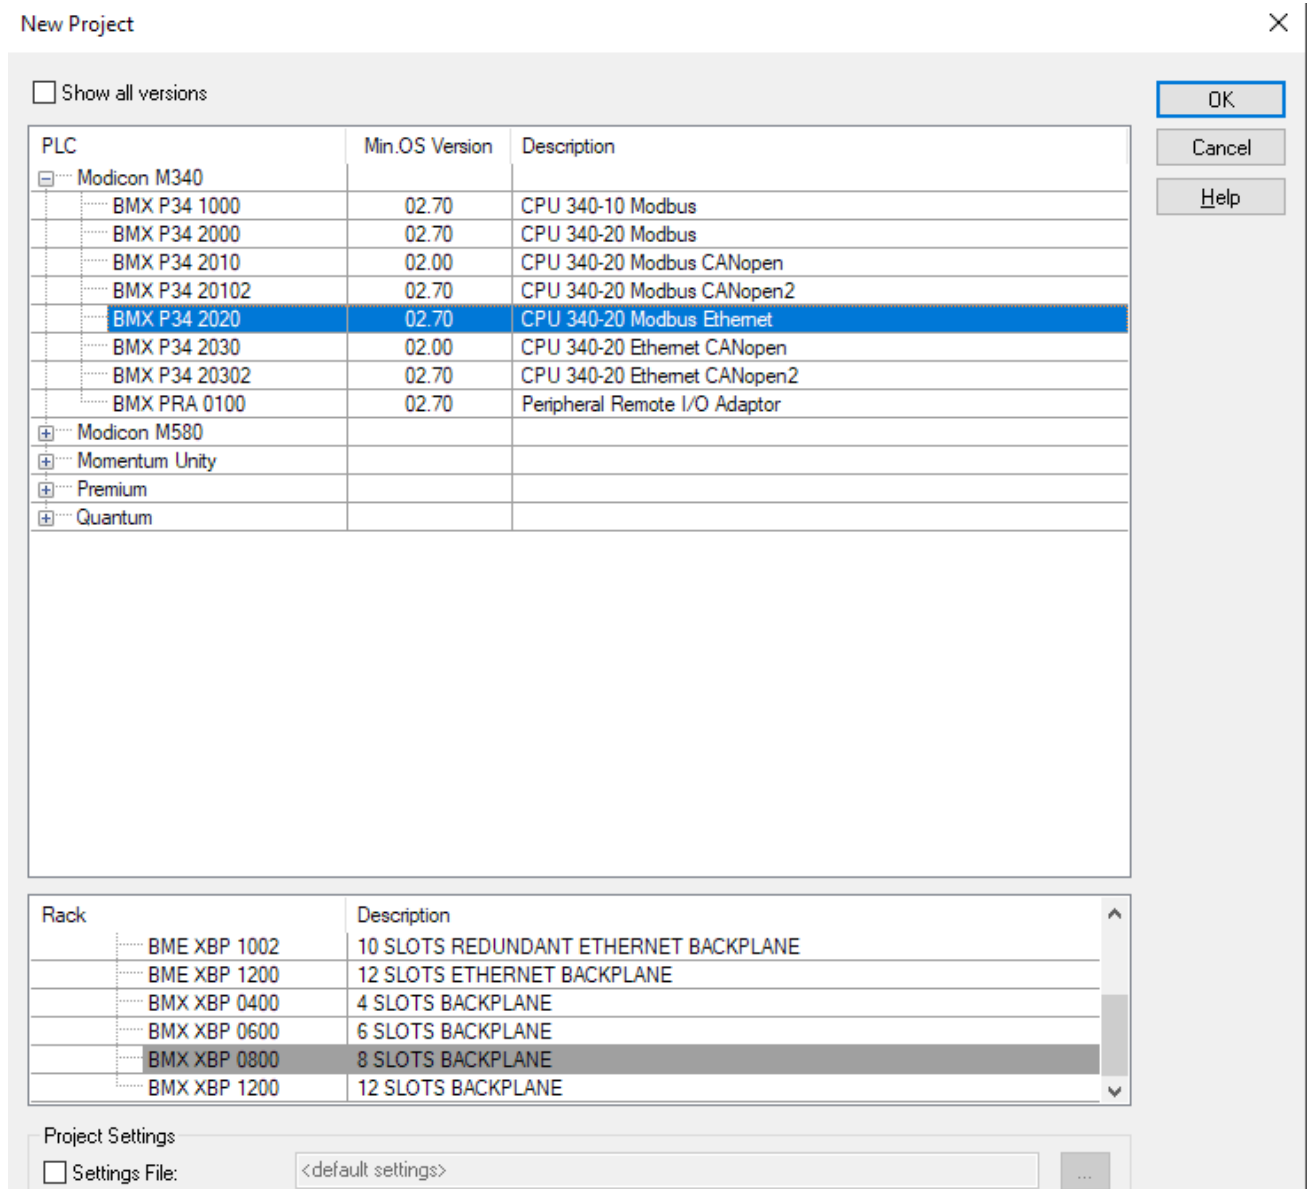 New Project
Show all versions
OK
Cancel
Help
PLC Min.OS Version Description
Modicon M340
BMX P34 1000 02.70 CPU 340-10 Modbus
BMX P34 2000 02.70 CPU 340-20 Modbus
BMX P34 2010 02.00 CPU 340-20 Modbus CANopen
BMX P34 20102 02.70 CPU 340-20 Modbus CANopen2
BMX P34 2020 02.70 CPU 340-20 Modbus Ethernet
BMX P34 2030 02.00 CPU 340-20 Ethernet CANopen
BMX P34 20302 02.70 CPU 340-20 Ethernet CANopen2
BMX PRA 0100 02.70 Peripheral Remote I/O Adaptor
Modicon M580
Momentum Unity
Premium
Quantum
Rack Description
BME XBP 1002 10 SLOTS REDUNDANT ETHERNET BACKPLANE
BME XBP 1200 12 SLOTS ETHERNET BACKPLANE
BMX XBP 0400 4 SLOTS BACKPLANE
BMX XBP 0600 6 SLOTS BACKPLANE
BMX XBP 0800 8 SLOTS BACKPLANE
BMX XBP 1200 12 SLOTS BACKPLANE
Project Settings
Settings File: <default settings> ...